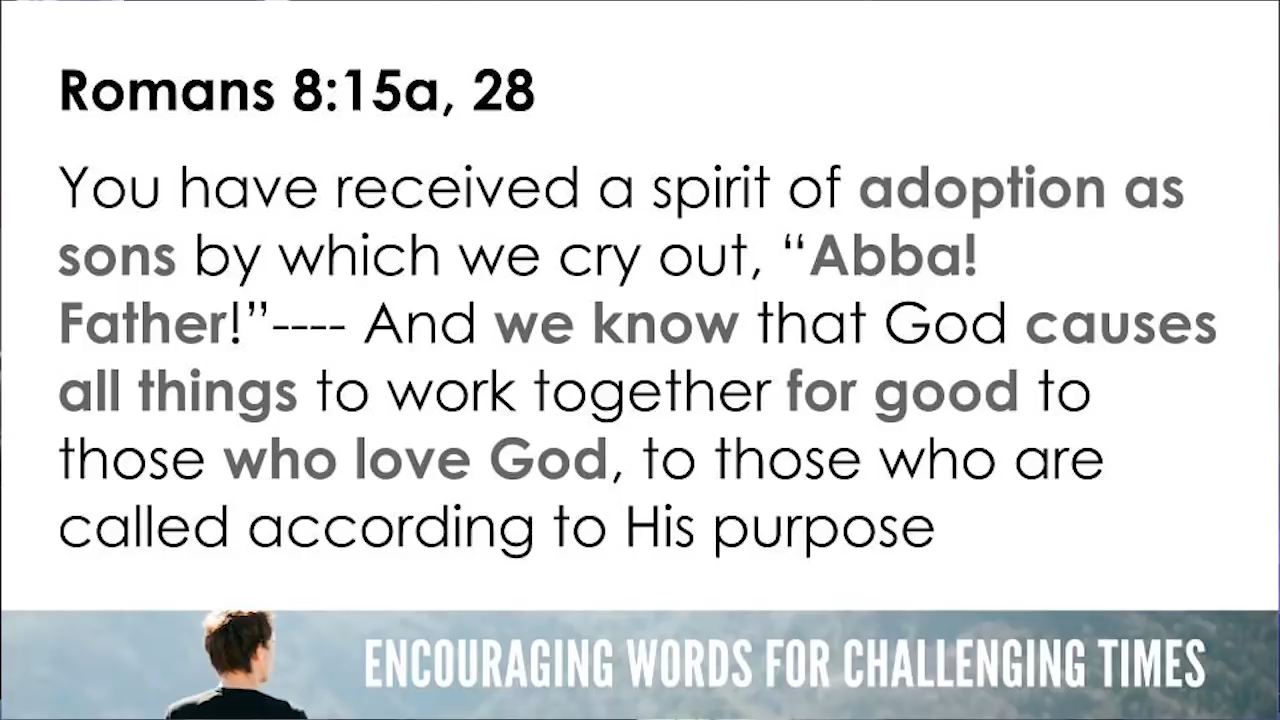 Romans 8:15a, 28
You have received a spirit of adoption as
sons by which we cry out, “Abba!
Father!”---- And we know that God causes
all things to work together for good to
those who love God, to those who are
called according to His purpose
ENCOURAGING WORDS FOR CHALLENGING TIMES